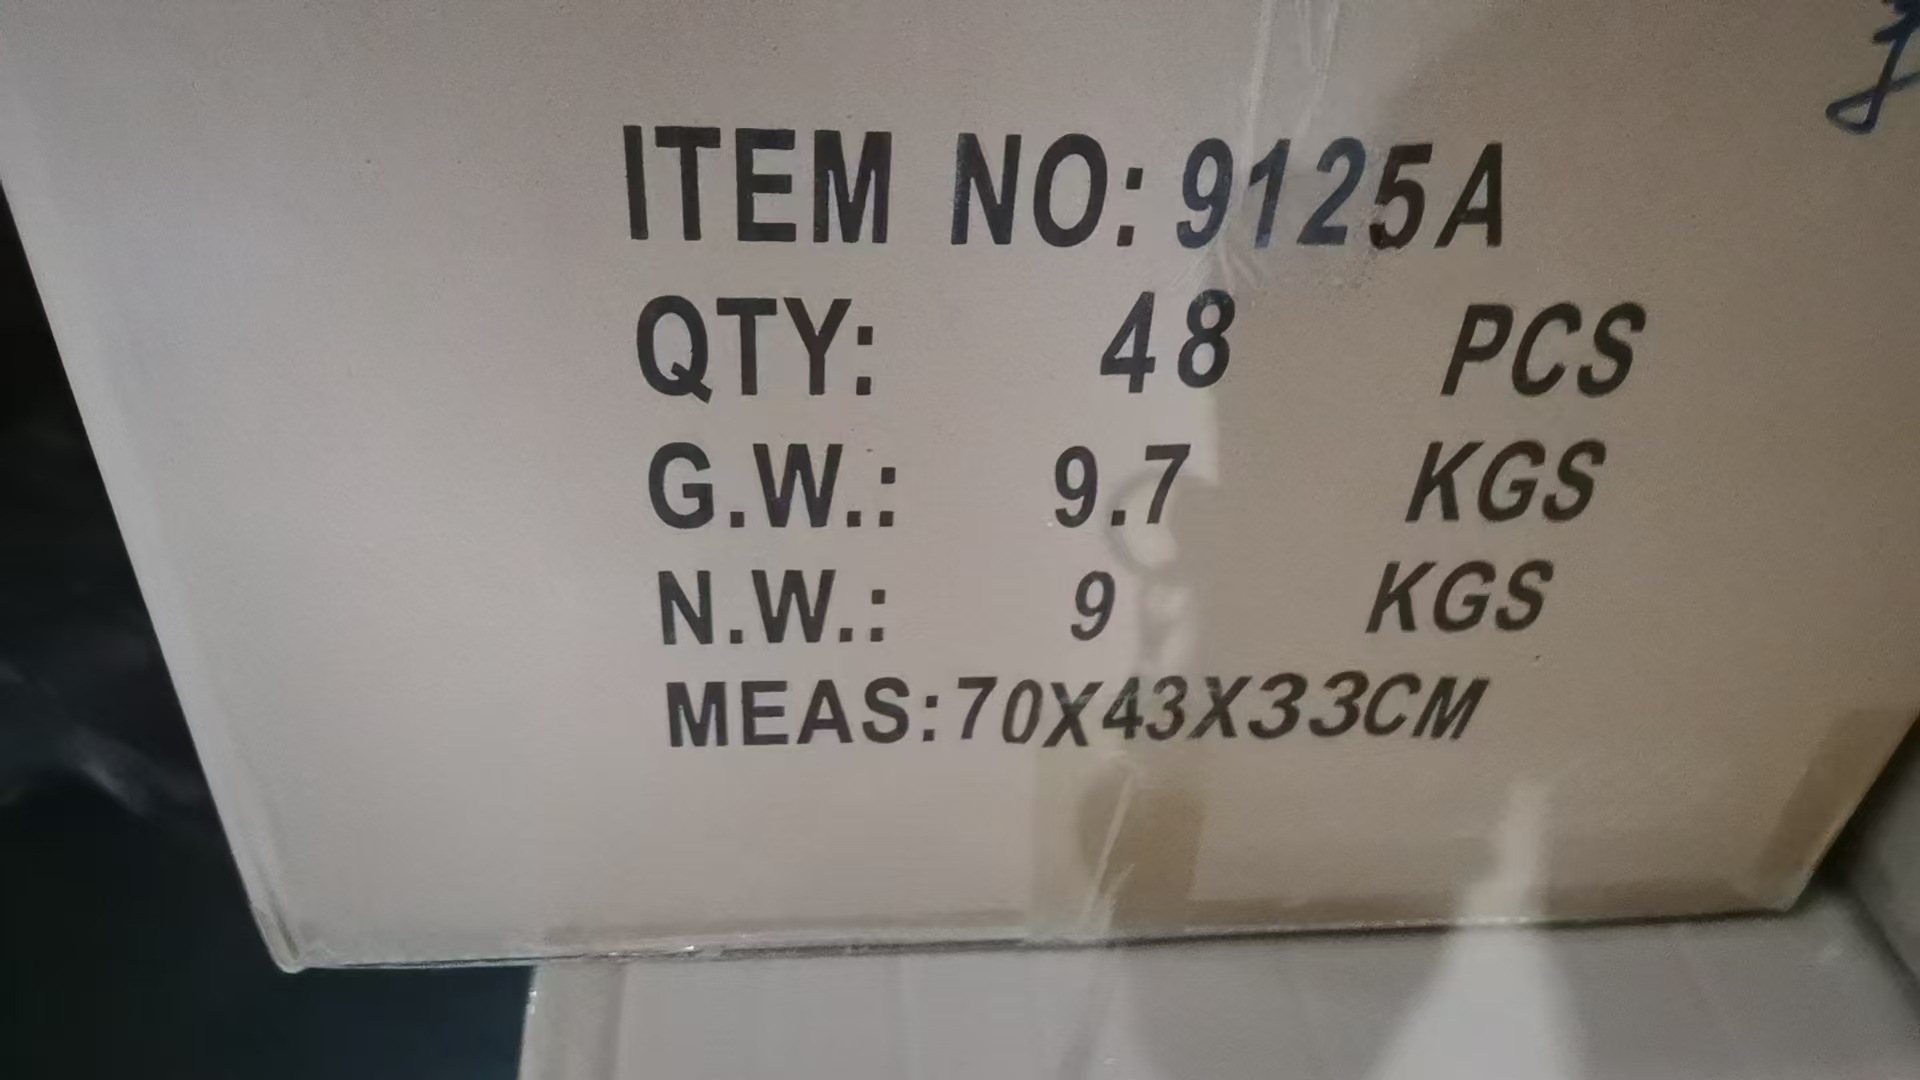 ITEM NO: 9125A
QTY: 48 PCS
G.W.: 9.7 KGS
N.W.: 9 KGS
MEAS:70X43X33CM